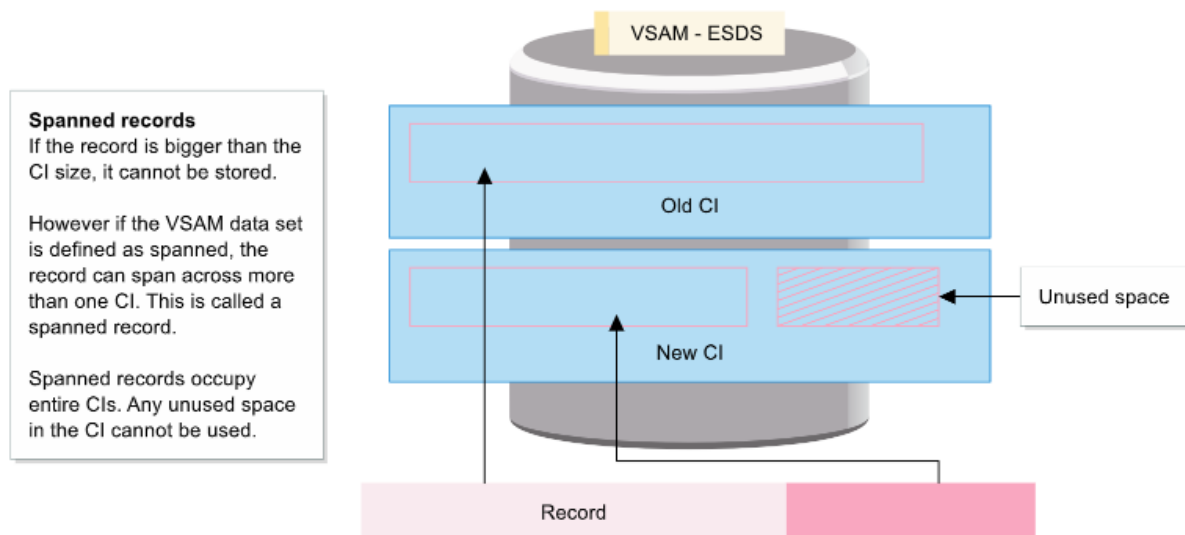 VSAM - ESDS
Spanned records
If the record is bigger than the
CI size, it cannot be stored.
However if the VSAM data set
is defined as spanned, the
record can span across more
than one CI. This is called a
spanned record.
Spanned records occupy
entire CIs. Any unused space
in the CI cannot be used.
Old CI
New CI
Unused space
Record